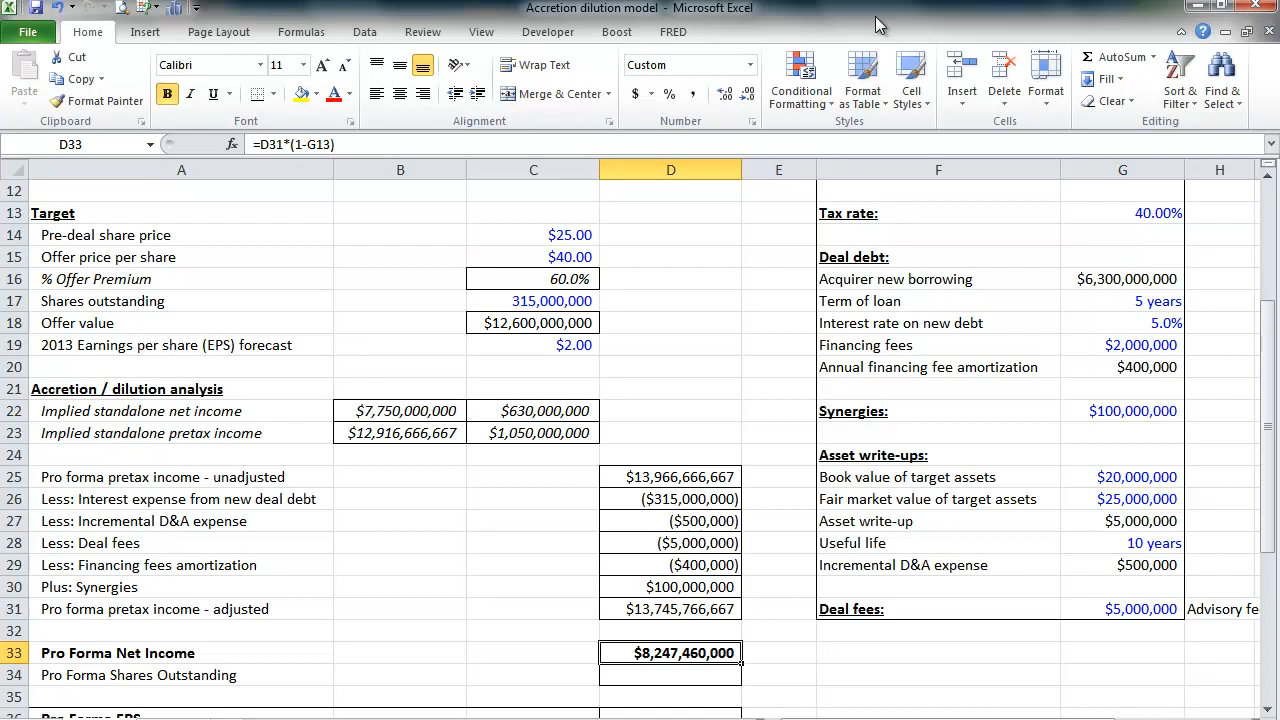 Accretion dilution model - Microsoft Excel
File Home Insert Page Layout Formulas Data Review View Developer Boost FRED
Paste Cut Copy Format Painter Clipboard
Calibri 11 A A B I U A Font
Wrap Text Merge & Center Alignment
Custom $ % , .0 .00 .00 .0 Number
Conditional Formatting Format as Table Cell Styles Styles
Insert Delete Format Cells
Σ AutoSum Fill Clear Sort & Filter Find & Select Editing
D33 fx =D31*(1-G13)
A B C D E F G H
12
13 Target Tax rate: 40.00%
14 Pre-deal share price $25.00
15 Offer price per share $40.00 Deal debt:
16 % Offer Premium 60.0% Acquirer new borrowing $6,300,000,000
17 Shares outstanding 315,000,000 Term of loan 5 years
18 Offer value $12,600,000,000 Interest rate on new debt 5.0%
19 2013 Earnings per share (EPS) forecast $2.00 Financing fees $2,000,000
20 Annual financing fee amortization $400,000
21 Accretion / dilution analysis
22 Implied standalone net income $7,750,000,000 $630,000,000 Synergies: $100,000,000
23 Implied standalone pretax income $12,916,666,667 $1,050,000,000
24 Asset write-ups:
25 Pro forma pretax income - unadjusted $13,966,666,667 Book value of target assets $20,000,000
26 Less: Interest expense from new deal debt ($315,000,000) Fair market value of target assets $25,000,000
27 Less: Incremental D&A expense ($500,000) Asset write-up $5,000,000
28 Less: Deal fees ($5,000,000) Useful life 10 years
29 Less: Financing fees amortization ($400,000) Incremental D&A expense $500,000
30 Plus: Synergies $100,000,000
31 Pro forma pretax income - adjusted $13,745,766,667 Deal fees: $5,000,000 Advisory fe
32
33 Pro Forma Net Income $8,247,460,000
34 Pro Forma Shares Outstanding
35
36 Pro Forma EPS